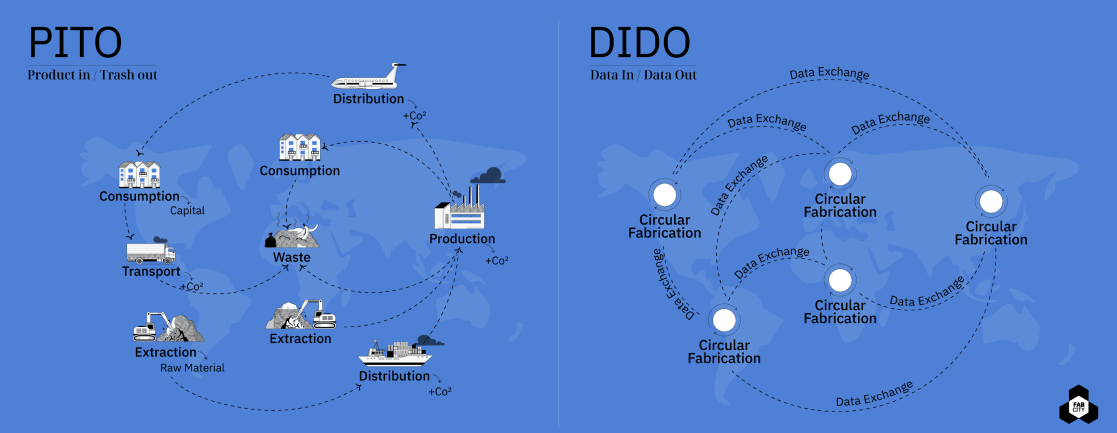 PITO
Product in / Trash out
Distribution
+Co²
Consumption
Consumption
Capital
Production
+Co²
Waste
Transport
+Co²
Extraction
Extraction
Raw Material
Distribution
+Co²
DIDO
Data In / Data Out
Data Exchange
Data Exchange
Data Exchange
Data Exchange
Circular
Fabrication
Circular
Fabrication
Circular
Fabrication
Data Exchange
Data Exchange
Data Exchange
Circular
Fabrication
Circular
Fabrication
Data Exchange
FAB
CITY